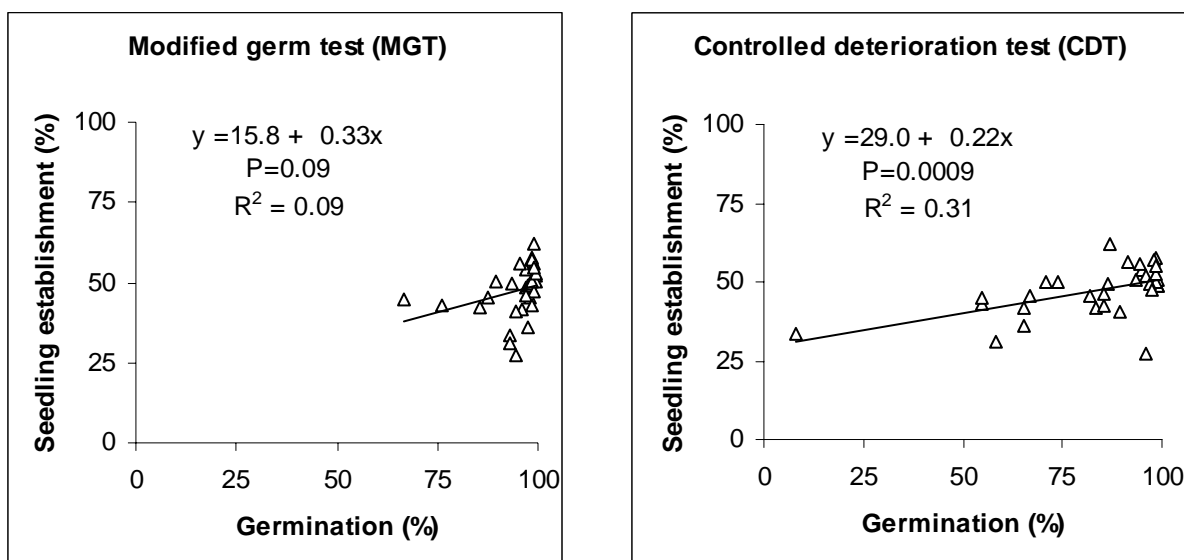 Modified germ test (MGT)
y =15.8 + 0.33x
P=0.09
R² = 0.09
100
75
50
25
0
0 25 50 75 100
Seedling establishment (%)
Germination (%)
Controlled deterioration test (CDT)
y =29.0 + 0.22x
P=0.0009
R² = 0.31
100
75
50
25
0
0 25 50 75 100
Seedling establishment (%)
Germination (%)